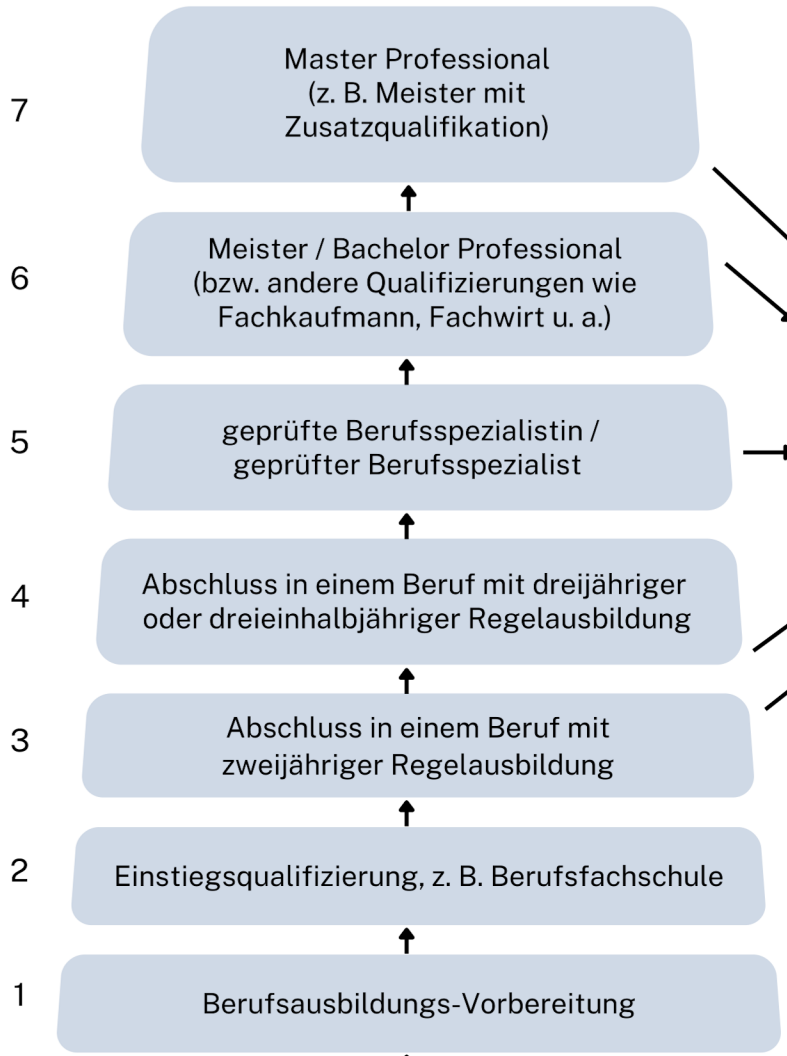 7
Master Professional
(z. B. Meister mit
Zusatzqualifikation)
6
Meister / Bachelor Professional
(bzw. andere Qualifizierungen wie
Fachkaufmann, Fachwirt u. a.)
5
geprüfte Berufsspezialistin /
geprüfter Berufsspezialist
4
Abschluss in einem Beruf mit dreijähriger
oder dreieinhalbjähriger Regelausbildung
3
Abschluss in einem Beruf mit
zweijähriger Regelausbildung
2
Einstiegsqualifizierung, z. B. Berufsfachschule
1
Berufsausbildungs-Vorbereitung